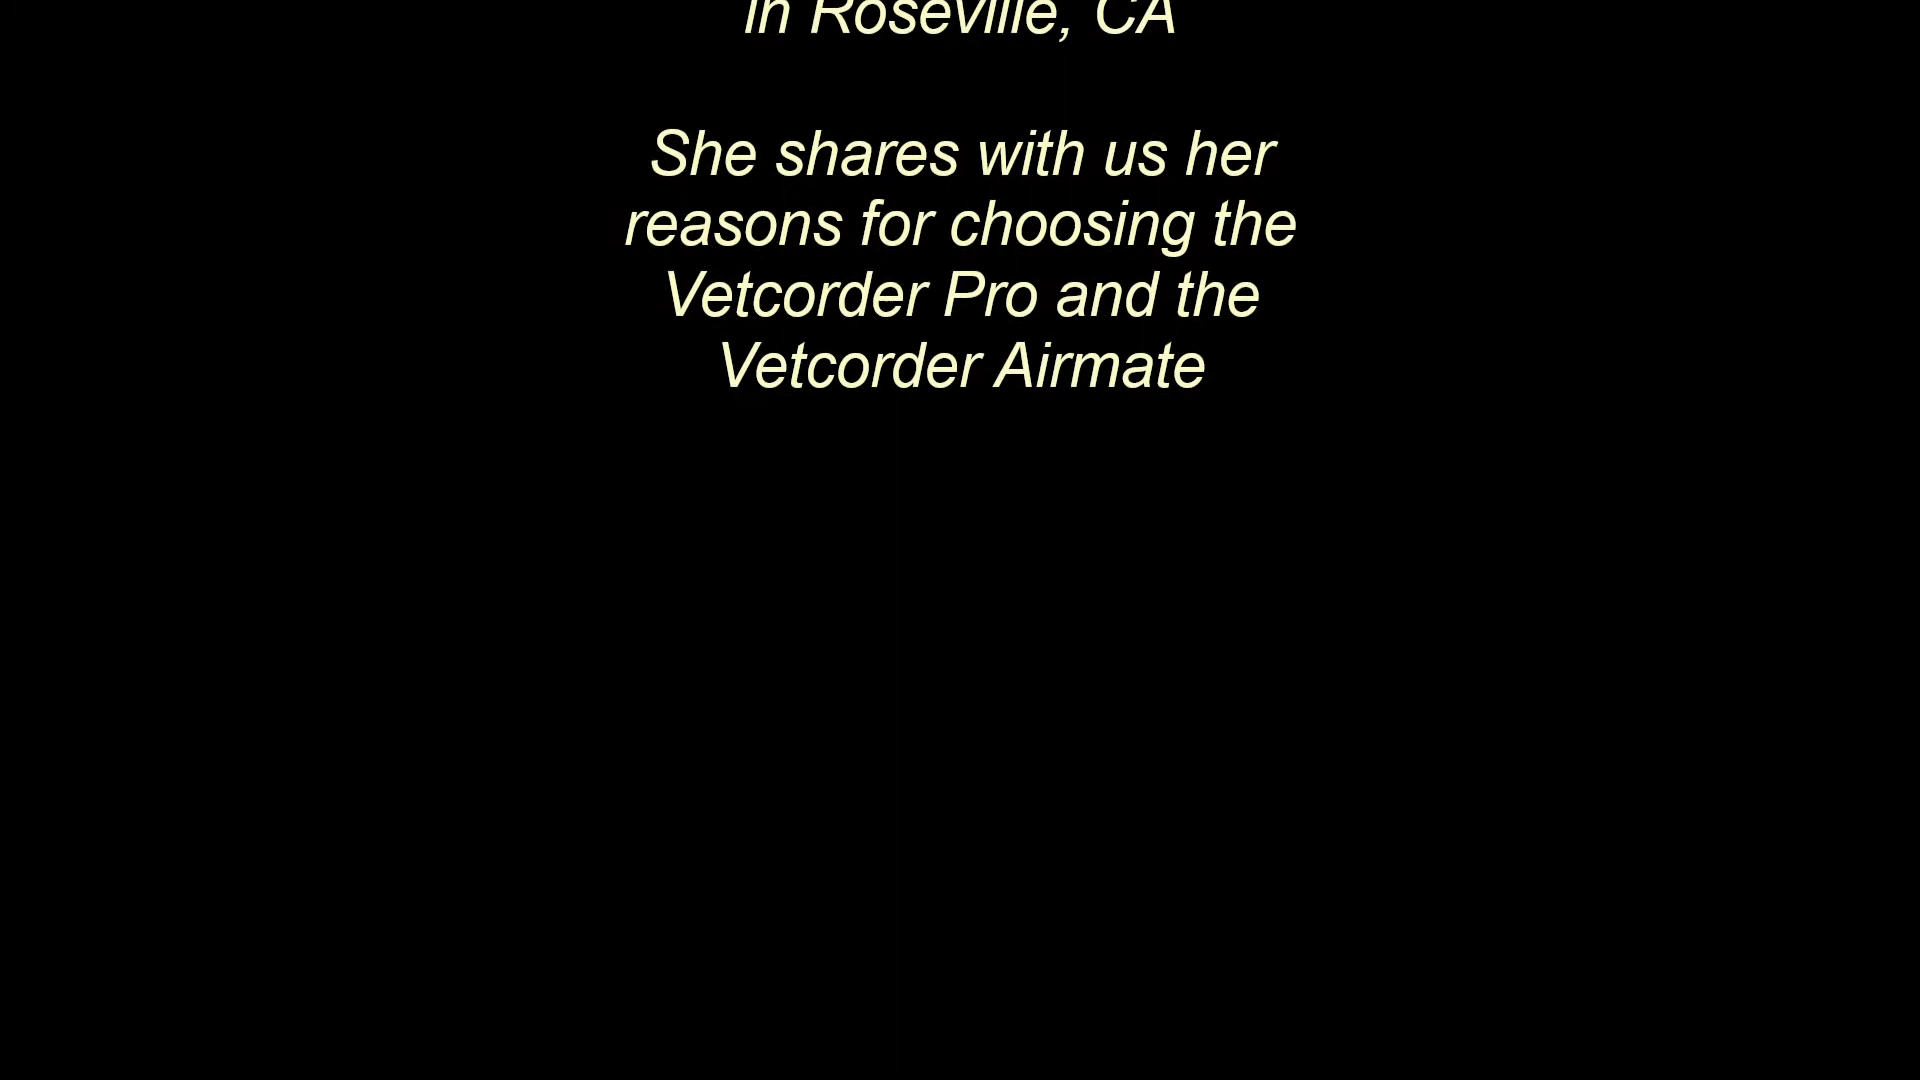 in Roseville, CA
She shares with us her
reasons for choosing the
Vetcorder Pro and the
Vetcorder Airmate